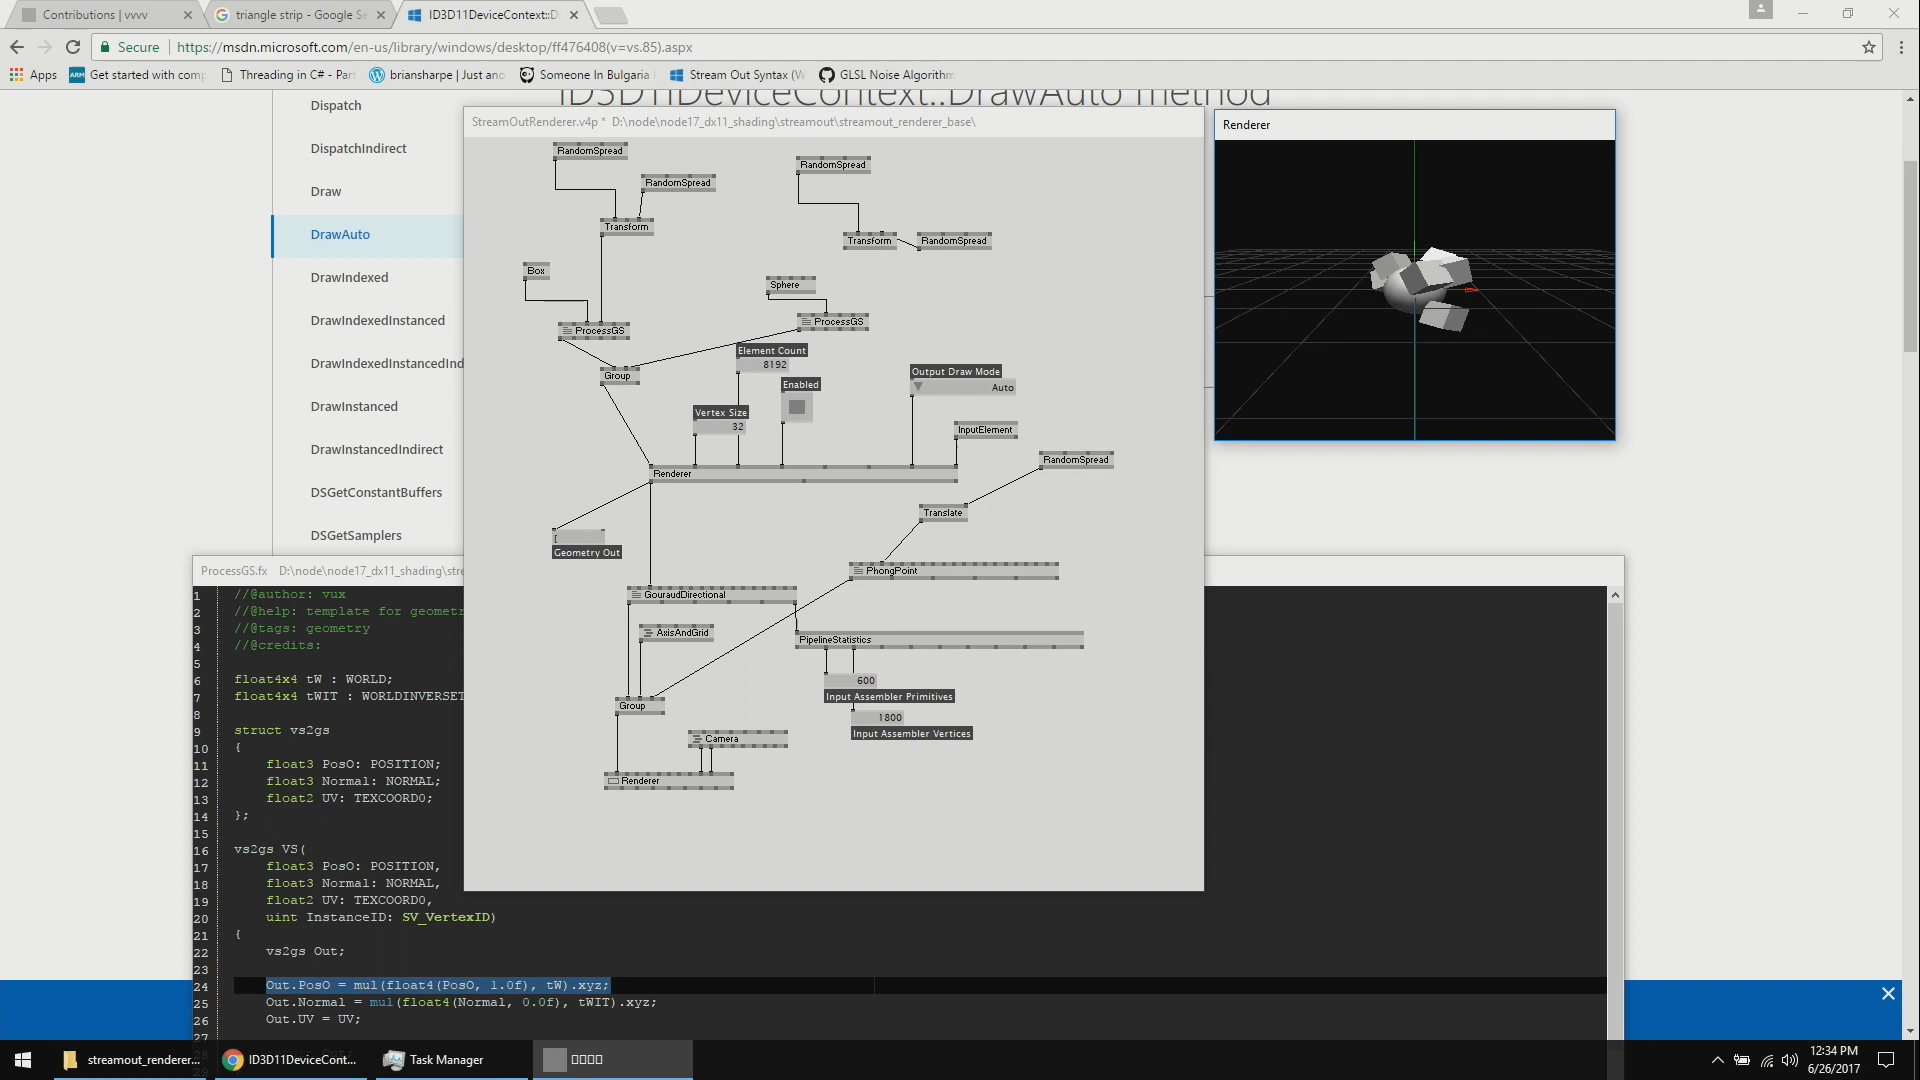 Contributions | vvvv
triangle strip - Google Se
ID3D11DeviceContext::D
Secure
https://msdn.microsoft.com/en-us/library/windows/desktop/ff476408(v=vs.85).aspx
Apps
Get started with comp
Threading in C# - Part
briansharpe | Just ano
Someone In Bulgaria
Stream Out Syntax (W
GLSL Noise Algorithm
ID3D11DeviceContext::DrawAuto method
Dispatch
DispatchIndirect
Draw
DrawAuto
DrawIndexed
DrawIndexedInstanced
DrawIndexedInstancedInd
DrawInstanced
DrawInstancedIndirect
DSGetConstantBuffers
DSGetSamplers
StreamOutRenderer.v4p * D:\node\node17_dx11_shading\streamout\streamout_renderer_base\
RandomSpread
RandomSpread
RandomSpread
Transform
Transform
RandomSpread
Box
Sphere
ProcessGS
ProcessGS
Element Count
8192
Group
Enabled
Output Draw Mode
Auto
Vertex Size
32
InputElement
Renderer
RandomSpread
Translate
[
Geometry Out
PhongPoint
GouraudDirectional
AxisAndGrid
PipelineStatistics
600
Input Assembler Primitives
Group
1800
Input Assembler Vertices
Camera
Renderer
Renderer
ProcessGS.fx D:\node\node17_dx11_shading\stre
1 //@author: vux
2 //@help: template for geometr
3 //@tags: geometry
4 //@credits:
5
6 float4x4 tW : WORLD;
7 float4x4 tWIT : WORLDINVERSET
8
9 struct vs2gs
10 {
11 float3 PosO: POSITION;
12 float3 Normal: NORMAL;
13 float2 UV: TEXCOORD0;
14 };
15
16 vs2gs VS(
17 float3 PosO: POSITION,
18 float3 Normal: NORMAL,
19 float2 UV: TEXCOORD0,
20 uint InstanceID: SV_VertexID)
21 {
22 vs2gs Out;
23
24 Out.PosO = mul(float4(PosO, 1.0f), tW).xyz;
25 Out.Normal = mul(float4(Normal, 0.0f), tWIT).xyz;
26 Out.UV = UV;
27
28
29
streamout_renderer...
ID3D11DeviceCont...
Task Manager
12:34 PM
6/26/2017